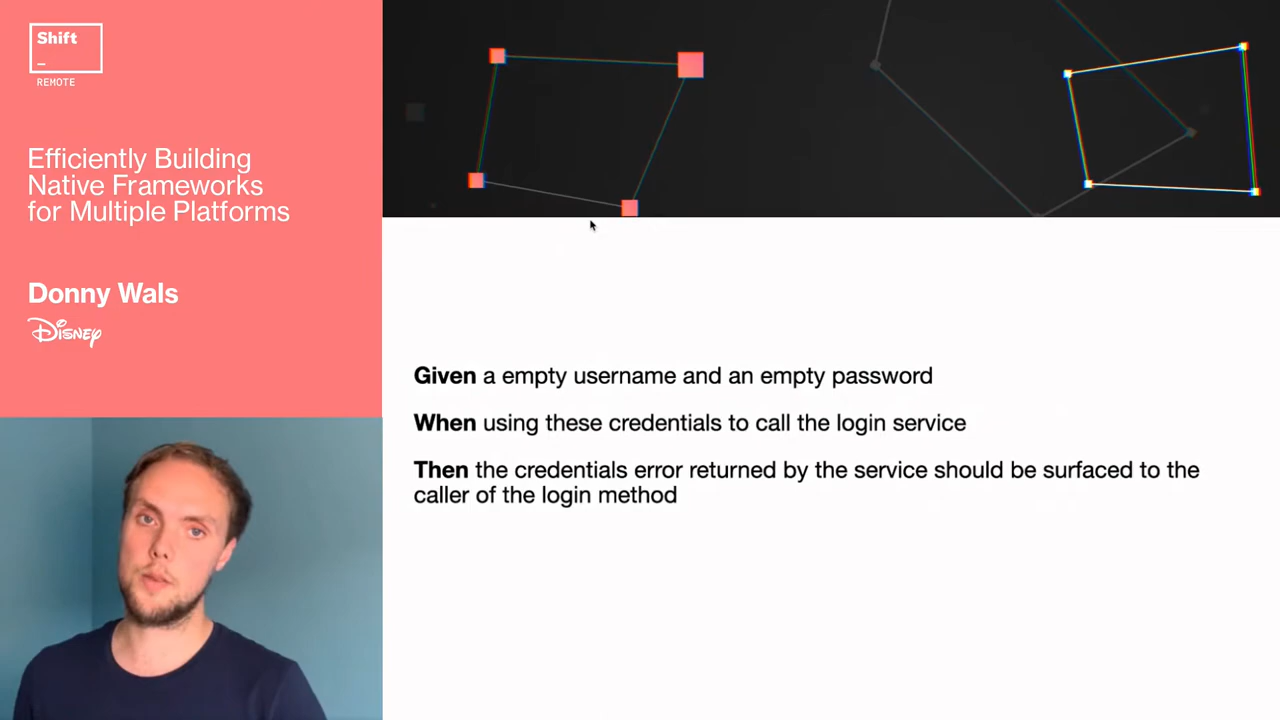 Shift
_
REMOTE
Efficiently Building
Native Frameworks
for Multiple Platforms
Donny Wals
Disney
Given a empty username and an empty password
When using these credentials to call the login service
Then the credentials error returned by the service should be surfaced to the
caller of the login method